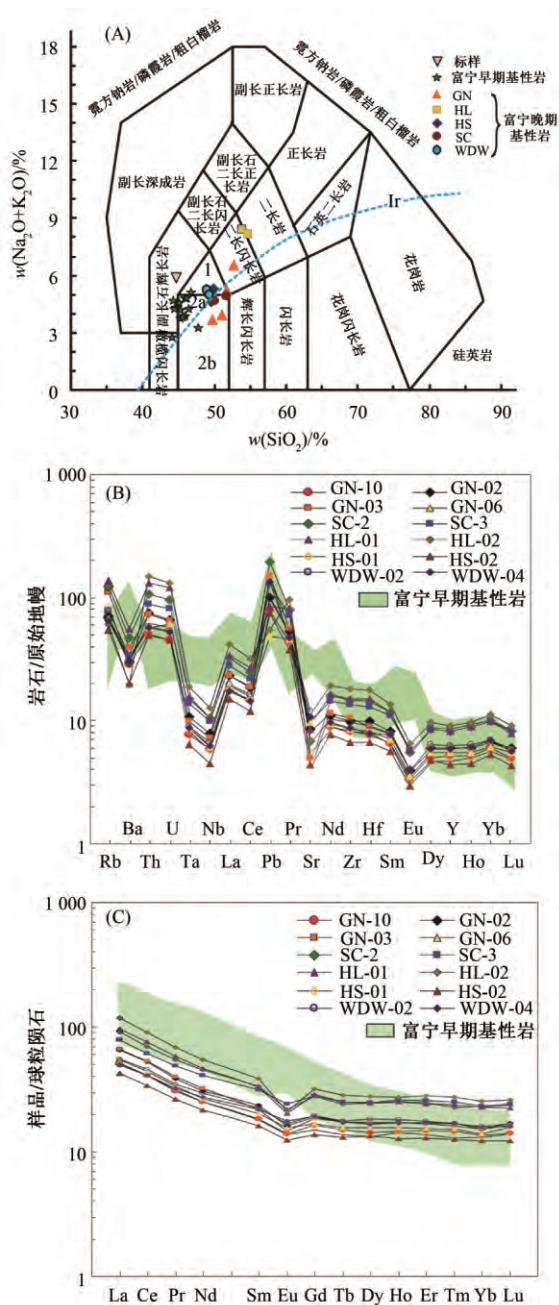 (A)
w(Na₂O+K₂O)/%
18
15
12
9
6
3
0
30 40 50 60 70 80 90
w(SiO₂)/%
霓方钠岩/磷霞岩/粗白榴岩
霓方钠岩/磷霞岩/粗白榴岩
标样
富宁早期基性岩
GN
HL
HS
SC
WDW
富宁晚期
基性岩
副长深成岩
副长正长岩
副长石
二长正
长岩
正长岩
副长石
二长闪
长岩
二长岩
石英二长岩
二长闪长岩
1
2a
2b
Ir
辉长闪长岩
闪长岩
花岗闪长岩
花岗岩
硅英岩
(B)
岩石/原始地幔
1 000
100
10
1
GN-10 GN-02
GN-03 GN-06
SC-2 SC-3
HL-01 HL-02
HS-01 HS-02
WDW-02 WDW-04
富宁早期基性岩
Ba U Nb Ce Pr Nd Hf Eu Y Yb
Rb Th Ta La Pb Sr Zr Sm Dy Ho Lu
(C)
样品/球粒陨石
1 000
100
10
1
GN-10 GN-02
GN-03 GN-06
SC-2 SC-3
HL-01 HL-02
HS-01 HS-02
WDW-02 WDW-04
富宁早期基性岩
La Ce Pr Nd Sm Eu Gd Tb Dy Ho Er Tm Yb Lu